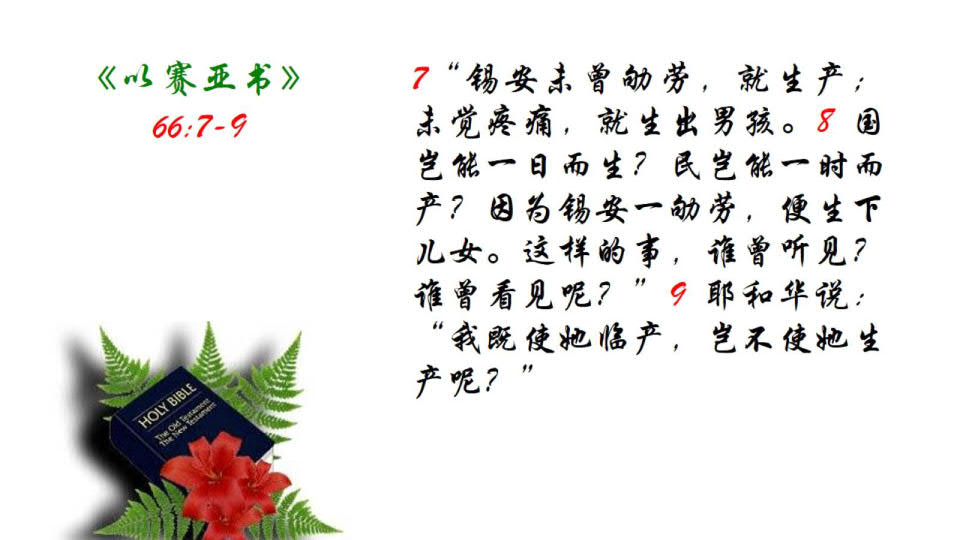 《以赛亚书》
66:7-9
7“锡安未曾劬劳，就生产；
未觉疼痛，就生出男孩。8 国
岂能一日而生？民岂能一时而
产？因为锡安一劬劳，便生下
儿女。这样的事，谁曾听见？
谁曾看见呢？”9 耶和华说：
“我既使她临产，岂不使她生
产呢？”
HOLY BIBLE
The Old Testament
The New Testament